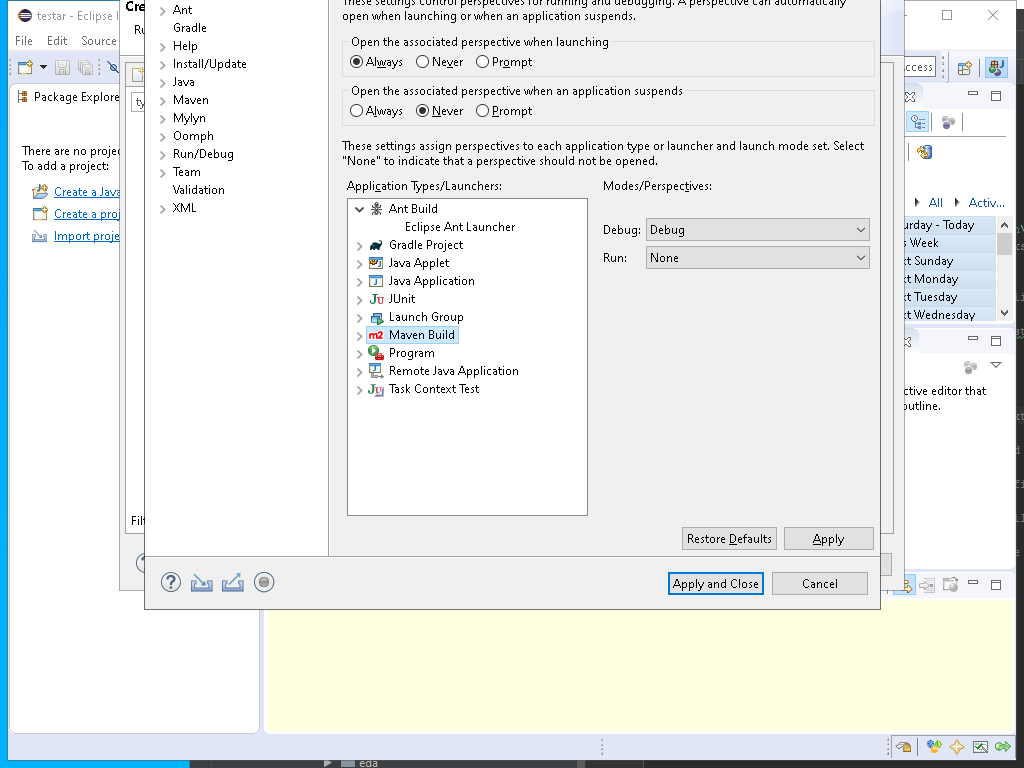 testar - Eclipse I
File Edit Source
Package Explore
There are no projec
To add a project:
Create a Java
Create a proj
Import proje
Cre
Ru
ty
Filt
Ant
Gradle
Help
Install/Update
Java
Maven
Mylyn
Oomph
Run/Debug
Team
Validation
XML
These settings control perspectives for running and debugging. A perspective can automatically
open when launching or when an application suspends.
Open the associated perspective when launching
Always Never Prompt
Open the associated perspective when an application suspends
Always Never Prompt
These settings assign perspectives to each application type or launcher and launch mode set. Select
"None" to indicate that a perspective should not be opened.
Application Types/Launchers:
Modes/Perspectives:
Ant Build
Eclipse Ant Launcher
Gradle Project
Java Applet
Java Application
JUnit
Launch Group
Maven Build
Program
Remote Java Application
Task Context Test
Debug: Debug
Run: None
Restore Defaults
Apply
Apply and Close
Cancel
ccess
All
Activ...
urday - Today
s Week
xt Sunday
xt Monday
xt Tuesday
xt Wednesday
ctive editor that
outline.
eda